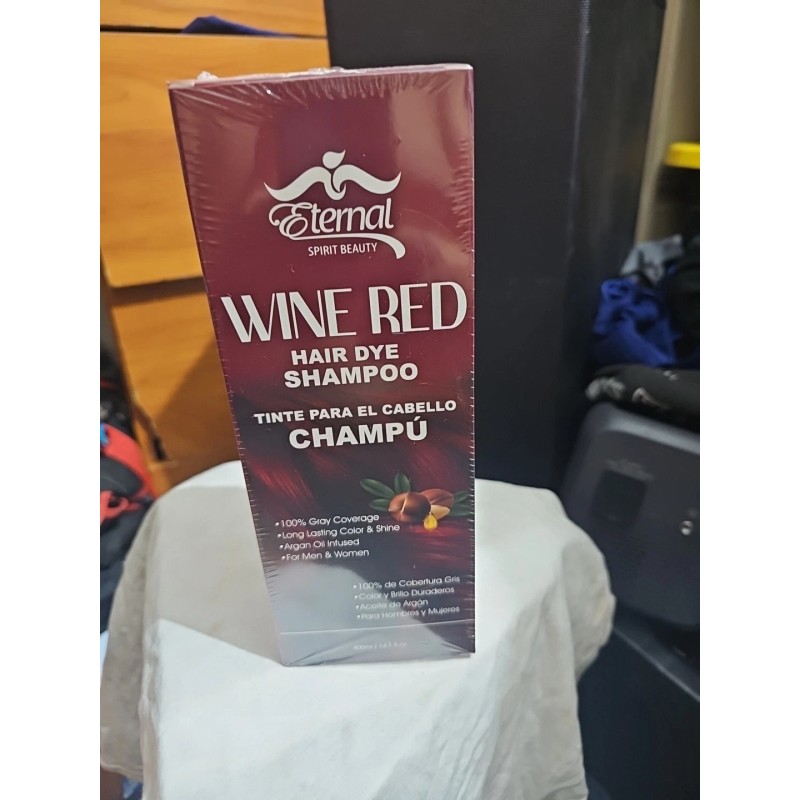 Eternal
SPIRIT BEAUTY
WINE RED
HAIR DYE
SHAMPOO
TINTE PARA EL CABELLO
CHAMPÚ
•100% Gray Coverage
•Long Lasting Color & Shine
•Argan Oil Infused
•For Men & Women
•100% de Cobertura Gris
•Color y Brillo Duraderos
•Aceite de Argán
•Para Hombres y Mujeres